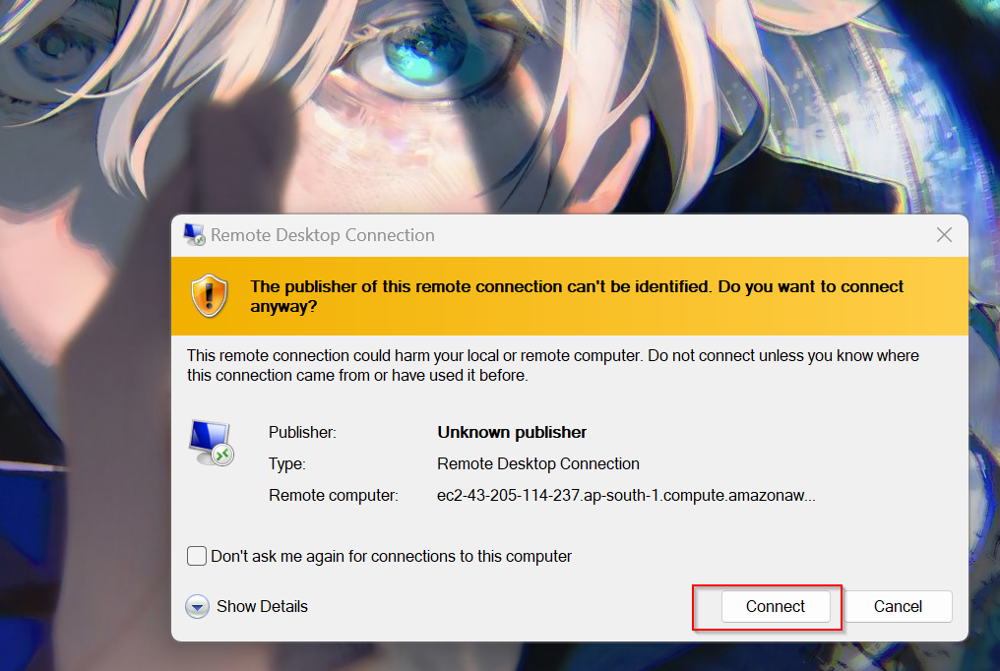 Remote Desktop Connection
The publisher of this remote connection can't be identified. Do you want to connect
anyway?
This remote connection could harm your local or remote computer. Do not connect unless you know where
this connection came from or have used it before.
Publisher: Unknown publisher
Type: Remote Desktop Connection
Remote computer: ec2-43-205-114-237.ap-south-1.compute.amazonaw...
Don't ask me again for connections to this computer
Show Details Connect Cancel